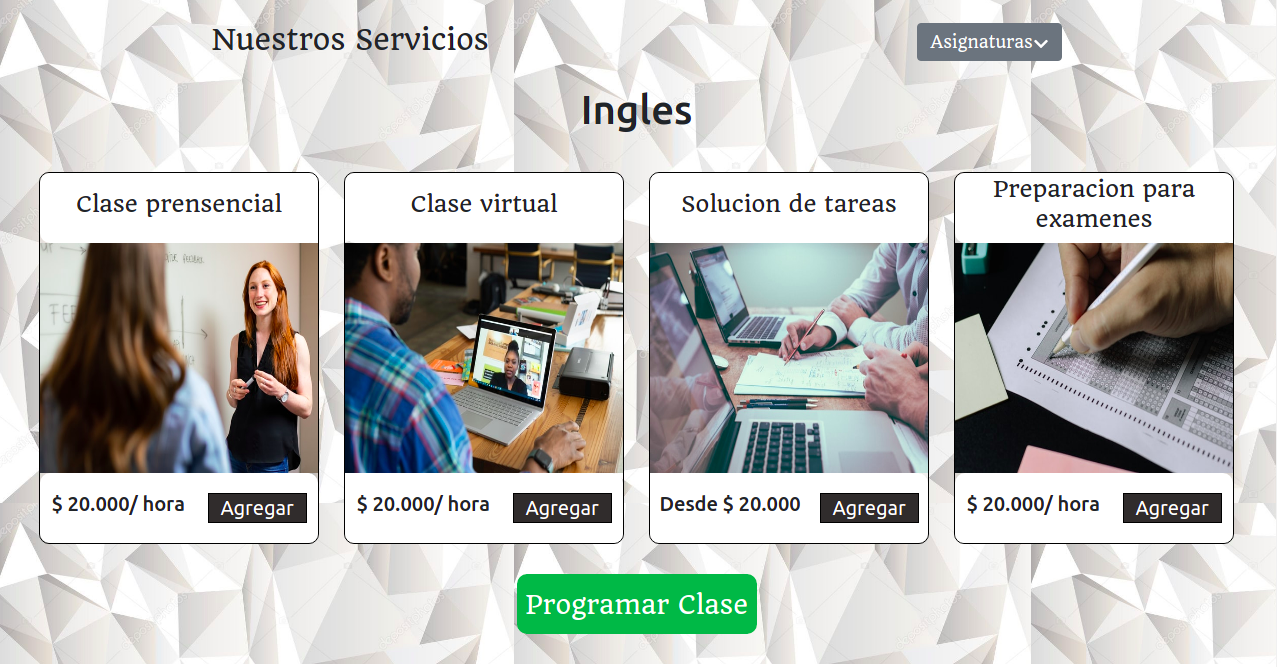 Nuestros Servicios
Asignaturas
Ingles
Clase prensencial
Clase virtual
Solucion de tareas
Preparacion para
examenes
$ 20.000/ hora
Agregar
$ 20.000/ hora
Agregar
Desde $ 20.000
Agregar
$ 20.000/ hora
Agregar
Programar Clase